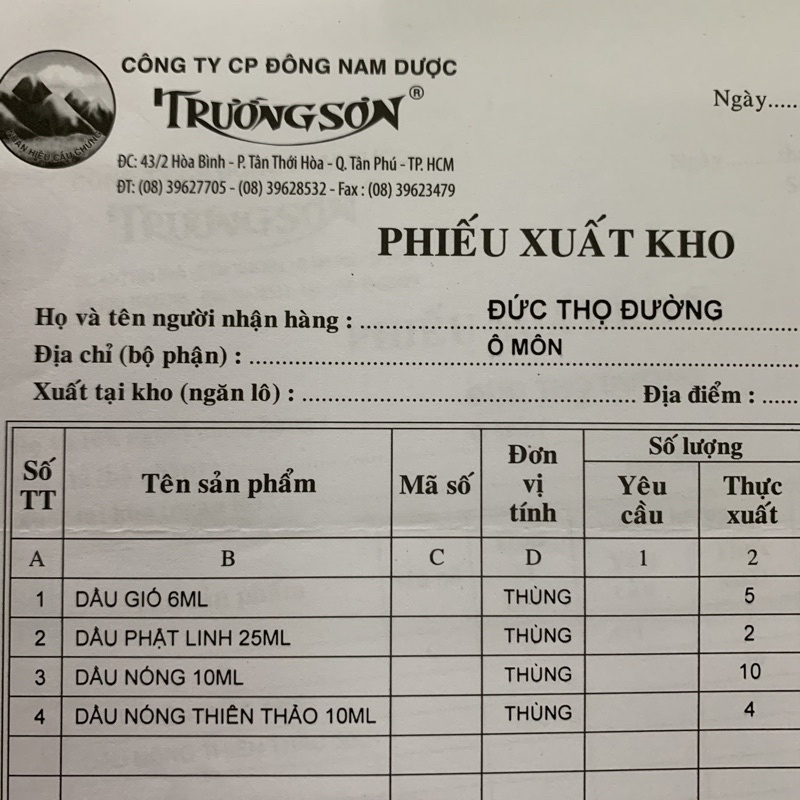 CÔNG TY CP ĐÔNG NAM DƯỢC
TRƯỜNG SƠN®
ĐC: 43/2 Hòa Bình - P. Tân Thới Hòa - Q. Tân Phú - TP. HCM
ĐT: (08) 39627705 - (08) 39628532 - Fax : (08) 39623479
Ngày.....
PHIẾU XUẤT KHO
Họ và tên người nhận hàng : ĐỨC THỌ ĐƯỜNG
Địa chỉ (bộ phận) : Ô MÔN
Xuất tại kho (ngăn lô) : Địa điểm :
Số TT Tên sản phẩm Mã số Đơn vị tính Số lượng
Yêu cầu Thực xuất
A B C D 1 2
1 DẦU GIÓ 6ML THÙNG 5
2 DẦU PHẬT LINH 25ML THÙNG 2
3 DẦU NÓNG 10ML THÙNG 10
4 DẦU NÓNG THIÊN THẢO 10ML THÙNG 4